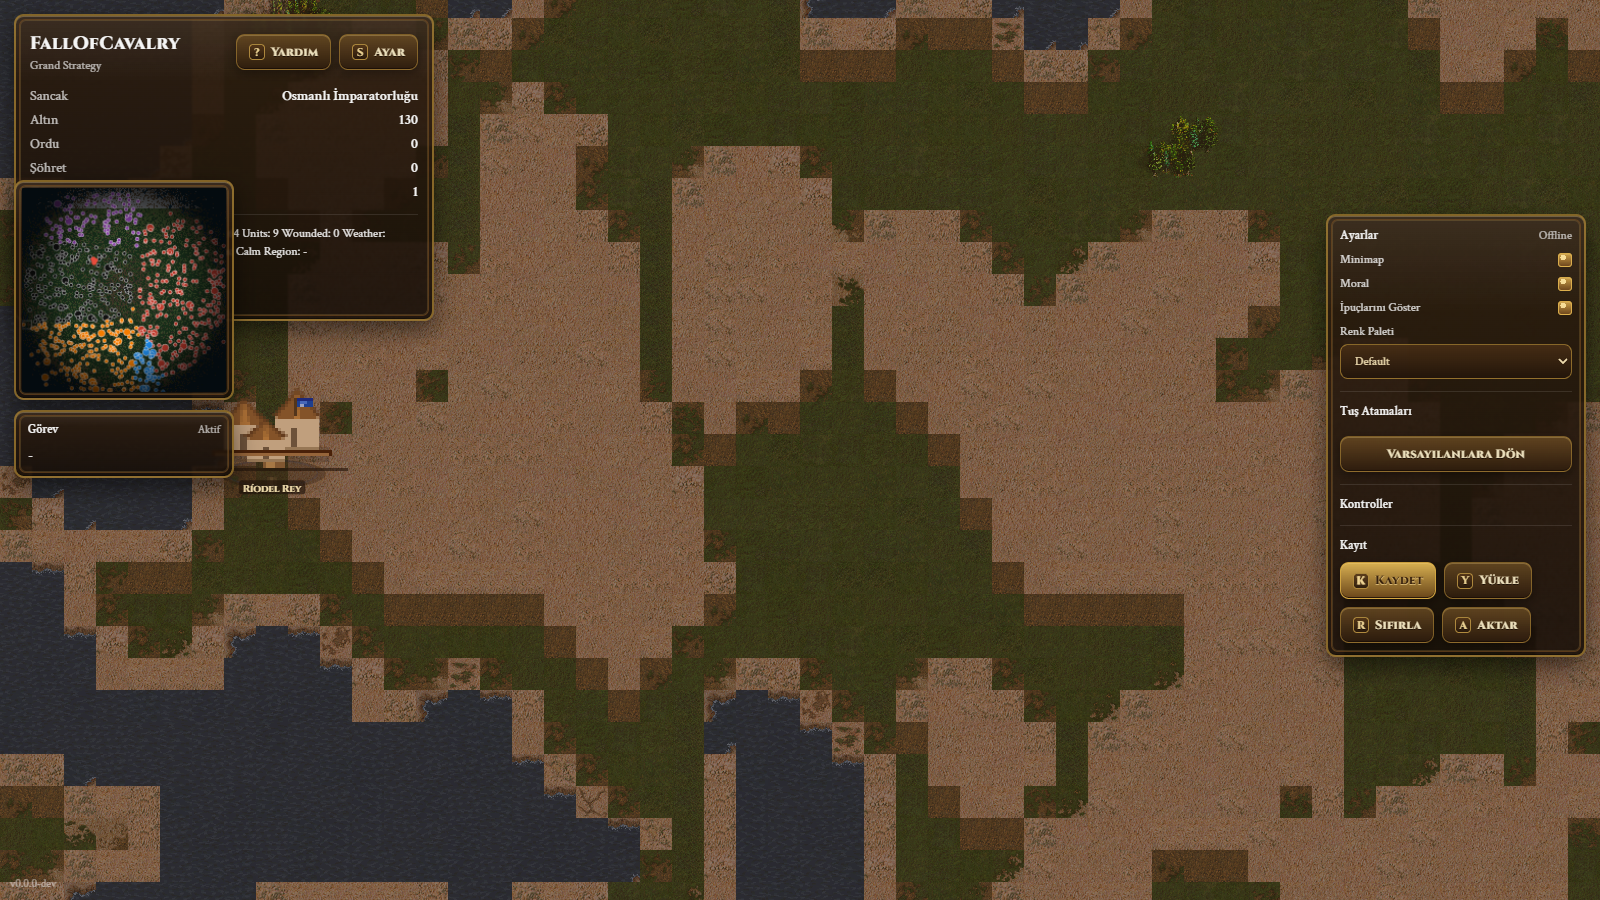 FallOfCavalry
Grand Strategy
? Yardım
S Ayar
Sancak Osmanlı İmparatorluğu
Altın 130
Ordu 0
Şöhret 0
1
4 Units: 9 Wounded: 0 Weather:
Calm Region: -
Görev Aktif
-
Ríodel Rey
Ayarlar Offline
Minimap
Moral
İpuçlarını Göster
Renk Paleti
Default
Tuş Atamaları
Varsayılanlara Dön
Kontroller
Kayıt
K Kaydet
Y Yükle
R Sıfırla
A Aktar
v0.0.0-dev